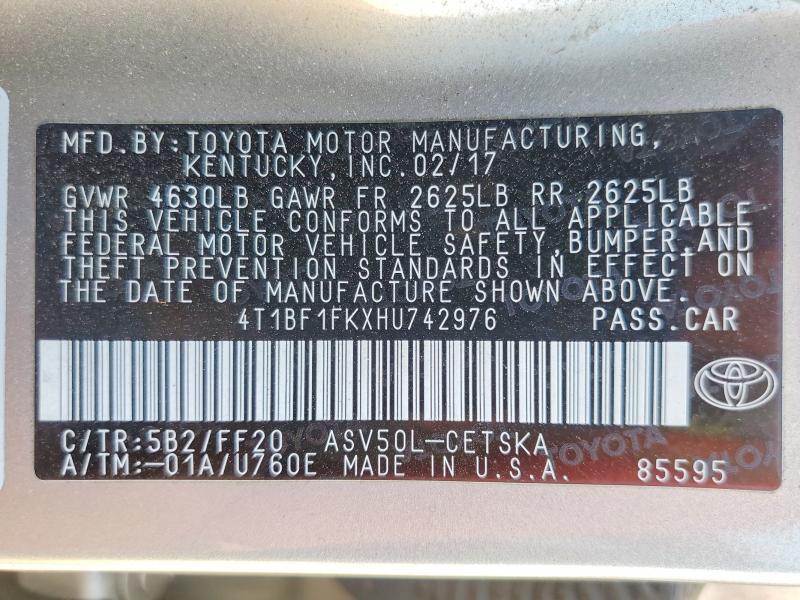 MFD.BY:TOYOTA MOTOR MANUFACTURING,
KENTUCKY,INC.02/17
GVWR 4630LB GAWR FR 2625LB RR 2625LB
THIS VEHICLE CONFORMS TO ALL APPLICABLE
FEDERAL MOTOR VEHICLE SAFETY,BUMPER,AND
THEFT PREVENTION STANDARDS IN EFFECT ON
THE DATE OF MANUFACTURE SHOWN ABOVE.
4T1BF1FKXHU742976 PASS.CAR
C/TR:5B2/FF20 ASV50L-CETSKA
A/TM:-01A/U760E MADE IN U.S.A. 85595